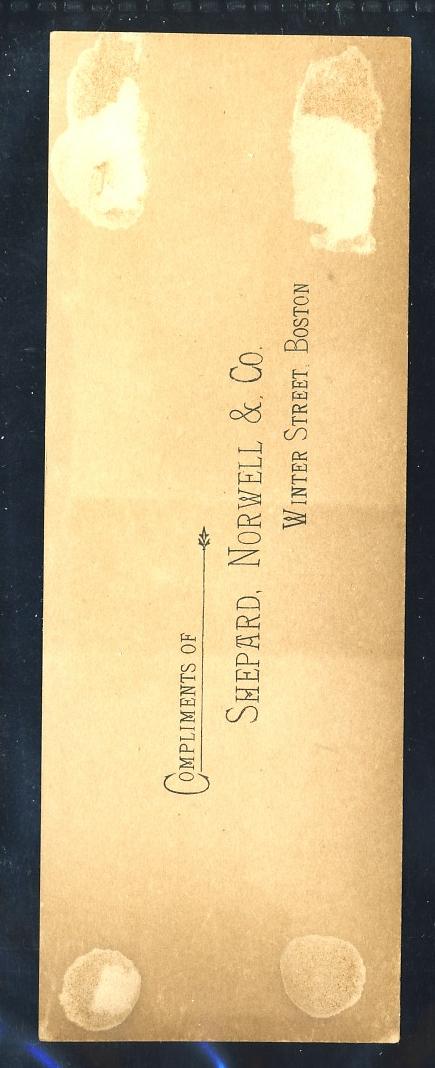 Compliments of
Shepard, Norwell & Co.
Winter Street, Boston